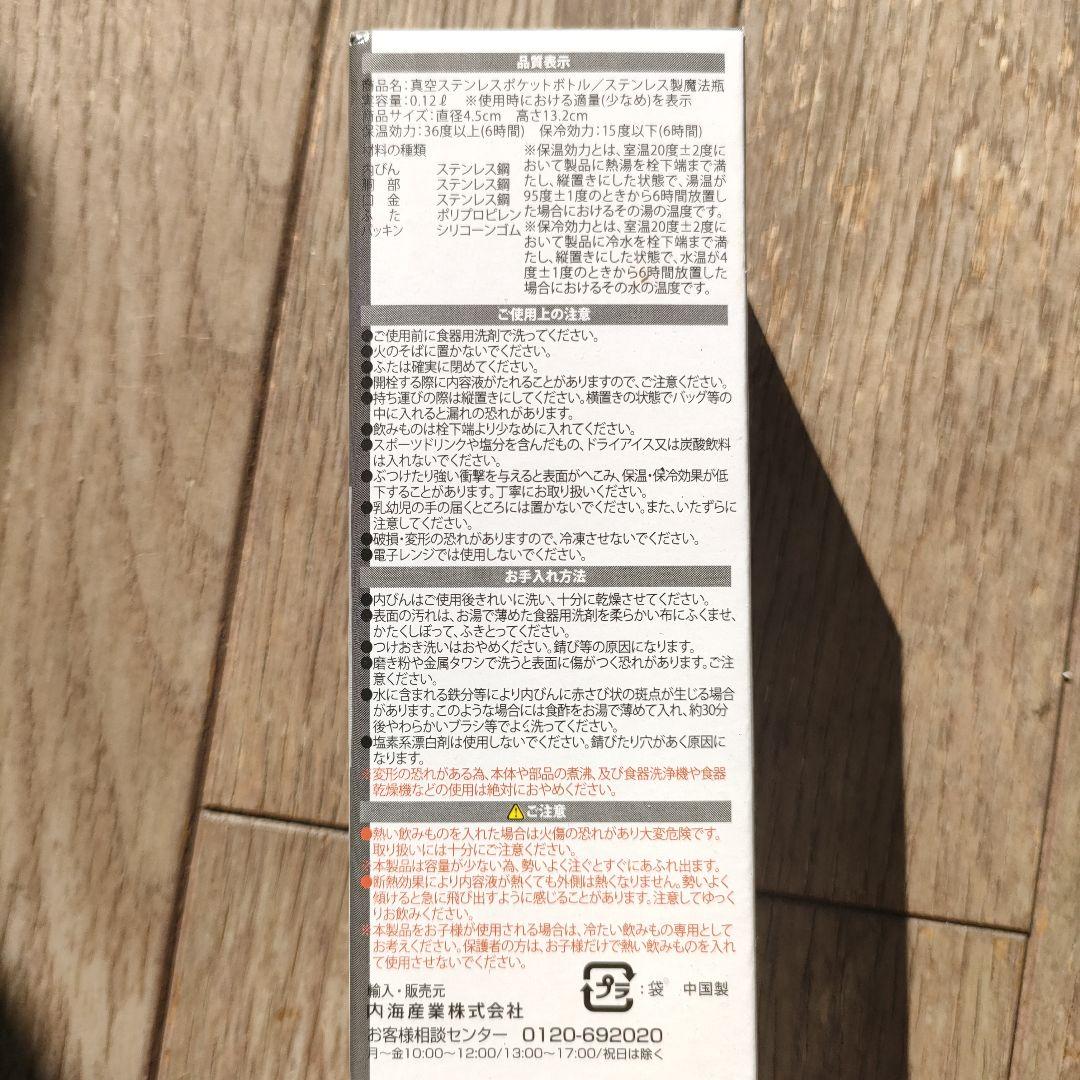 品質表示
商品名：真空ステンレスポケットボトル／ステンレス製魔法瓶
実容量：0.12ℓ ※使用時における適量(少なめ)を表示
商品サイズ：直径4.5cm 高さ13.2cm
保温効力：36度以上(6時間) 保冷効力：15度以下(6時間)
材料の種類
内びん ステンレス鋼
胴部 ステンレス鋼
口金 ステンレス鋼
ふた ポリプロピレン
パッキン シリコーンゴム
※保温効力とは、室温20度±2度に
おいて製品に熱湯を栓下端まで満
たし、縦置きにした状態で、湯温が
95度±1度のときから6時間放置し
た場合におけるその湯の温度です。
※保冷効力とは、室温20度±2度に
おいて製品に冷水を栓下端まで満
たし、縦置きにした状態で、水温が4
度±1度のときから6時間放置した
場合におけるその水の温度です。
ご使用上の注意
●ご使用前に食器用洗剤で洗ってください。
●火のそばに置かないでください。
●ふたは確実に閉めてください。
●開栓する際に内容液がたれることがありますので、ご注意ください。
●持ち運びの際は縦置きにしてください。横置きの状態でバッグ等の
中に入れると漏れの恐れがあります。
●飲みものは栓下端より少なめに入れてください。
●スポーツドリンクや塩分を含んだもの、ドライアイス又は炭酸飲料
は入れないでください。
●ぶつけたり強い衝撃を与えると表面がへこみ、保温・保冷効果が低
下することがあります。丁寧にお取り扱いください。
●乳幼児の手の届くところには置かないでください。また、いたずらに
注意してください。
●破損・変形の恐れがありますので、冷凍させないでください。
●電子レンジでは使用しないでください。
お手入れ方法
●内びんはご使用後きれいに洗い、十分に乾燥させてください。
●表面の汚れは、お湯で薄めた食器用洗剤を柔らかい布にふくませ、
かたくしぼって、ふきとってください。
●つけおき洗いはおやめください。錆び等の原因になります。
●磨き粉や金属タワシで洗うと表面に傷がつく恐れがあります。ご注
意ください。
●水に含まれる鉄分等により内びんに赤さび状の斑点が生じる場合
があります。このような場合には食酢をお湯で薄めて入れ、約30分
後やわらかいブラシ等でよく洗ってください。
●塩素系漂白剤は使用しないでください。錆びたり穴があく原因に
なります。
※変形の恐れがある為、本体や部品の煮沸、及び食器洗浄機や食器
乾燥機などの使用は絶対におやめください。
⚠ご注意
●熱い飲みものを入れた場合は火傷の恐れがあり大変危険です。
取り扱いには十分にご注意ください。
※本製品は容量が少ない為、勢いよく注ぐとすぐにあふれ出ます。
●断熱効果により内容液が熱くても外側は熱くなりません。勢いよく
傾けると急に飛び出すように感じることがあります。注意してゆっく
りお飲みください。
※本製品をお子様が使用される場合は、冷たい飲みもの専用として
お考えください。保護者の方は、お子様だけで熱い飲みものを入れ
て使用させないでください。
プラ：袋 中国製
輸入・販売元
内海産業株式会社
お客様相談センター 0120-692020
月～金10:00～12:00/13:00～17:00/祝日は除く